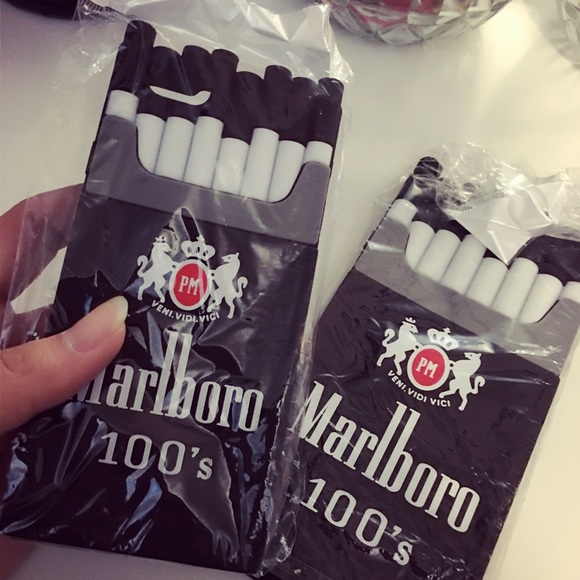 PM
VENI. VIDI. VICI
Marlboro
100's
PM
VENI. VIDI VICI
Marlboro
100's